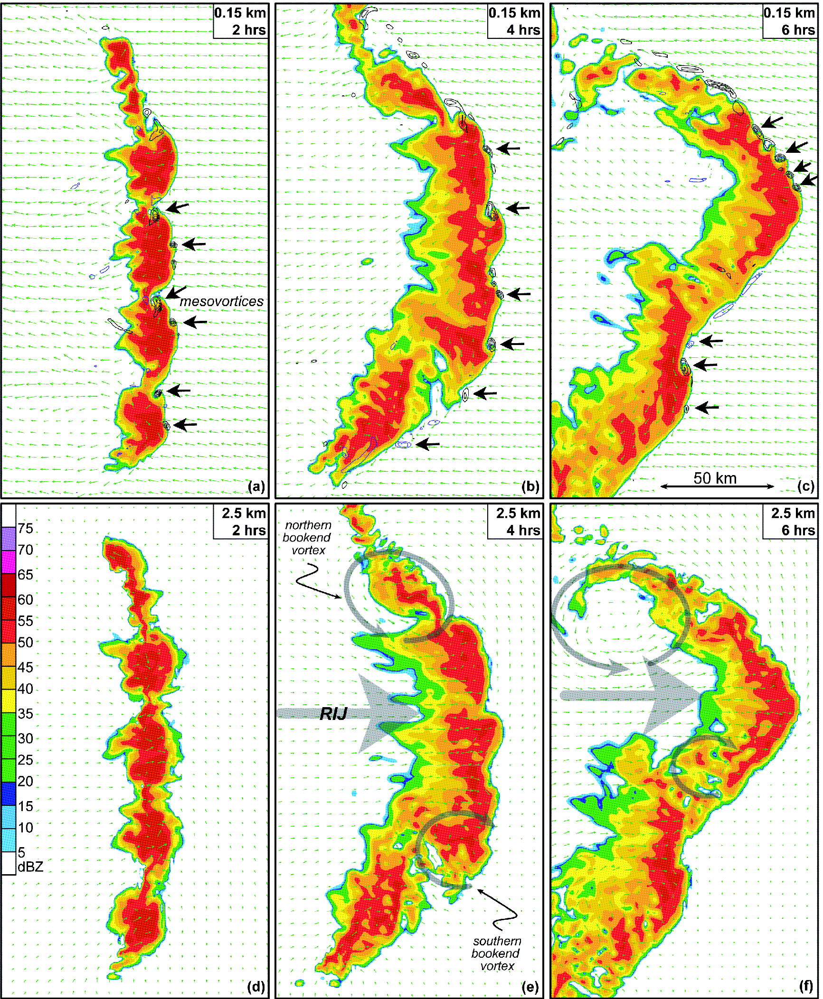 0.15 km
2 hrs
mesovortices
(a)
0.15 km
4 hrs
(b)
0.15 km
6 hrs
50 km
(c)
2.5 km
2 hrs
75
70
65
60
55
50
45
40
35
30
25
20
15
10
5
dBZ
(d)
2.5 km
4 hrs
northern
bookend
vortex
RIJ
southern
bookend
vortex
(e)
2.5 km
6 hrs
(f)